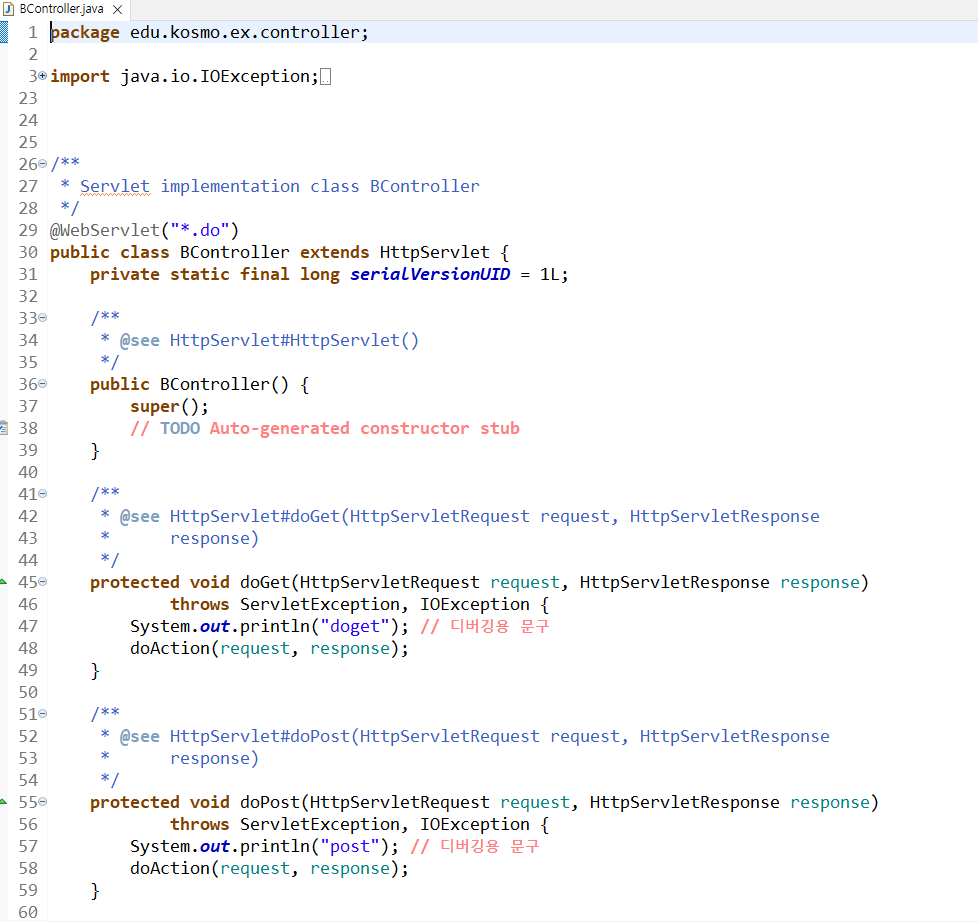 BController.java
1 package edu.kosmo.ex.controller;
2
3 import java.io.IOException;
23
24
25
26 /**
27  * Servlet implementation class BController
28  */
29 @WebServlet("*.do")
30 public class BController extends HttpServlet {
31     private static final long serialVersionUID = 1L;
32
33     /**
34      * @see HttpServlet#HttpServlet()
35      */
36     public BController() {
37         super();
38         // TODO Auto-generated constructor stub
39     }
40
41     /**
42      * @see HttpServlet#doGet(HttpServletRequest request, HttpServletResponse
43      *      response)
44      */
45     protected void doGet(HttpServletRequest request, HttpServletResponse response)
46             throws ServletException, IOException {
47         System.out.println("doget"); // 디버깅용 문구
48         doAction(request, response);
49     }
50
51     /**
52      * @see HttpServlet#doPost(HttpServletRequest request, HttpServletResponse
53      *      response)
54      */
55     protected void doPost(HttpServletRequest request, HttpServletResponse response)
56             throws ServletException, IOException {
57         System.out.println("post"); // 디버깅용 문구
58         doAction(request, response);
59     }
60